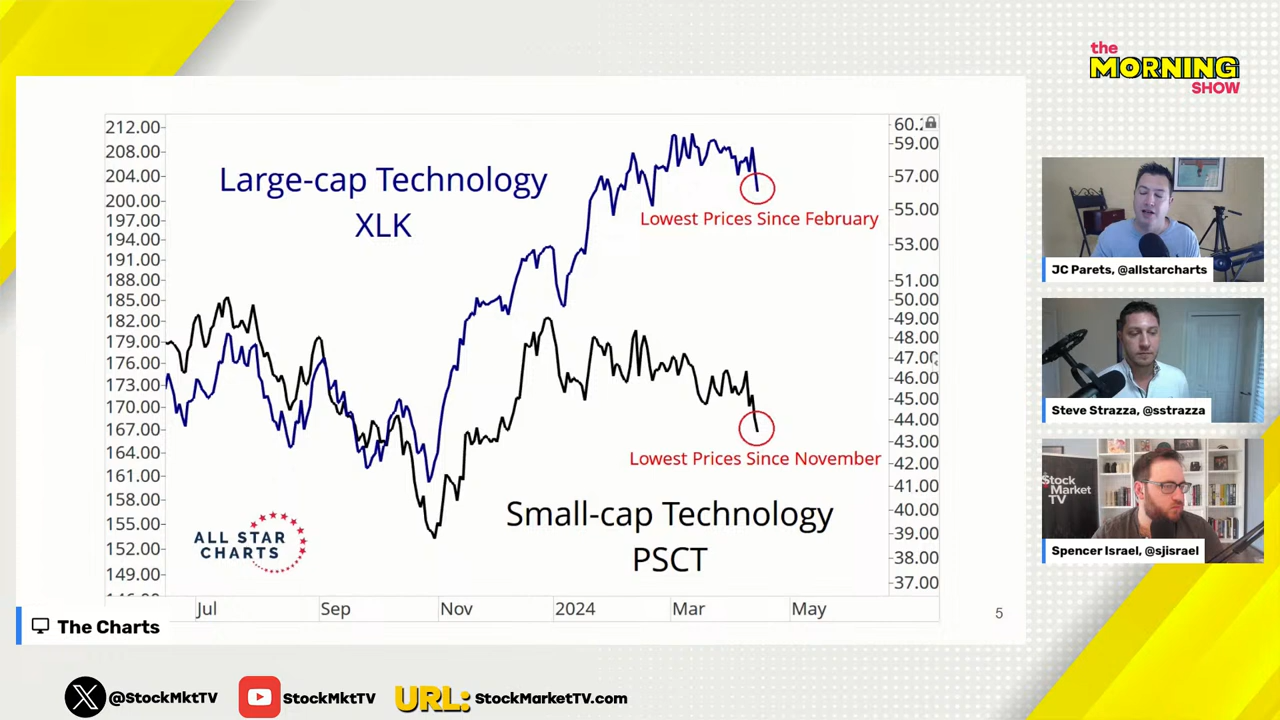 the
MORNING
SHOW
212.00
208.00
204.00
200.00
197.00
194.00
191.00
188.00
185.00
182.00
179.00
176.00
173.00
170.00
167.00
164.00
161.00
158.00
155.00
152.00
149.00
Large-cap Technology
XLK
Lowest Prices Since February
Lowest Prices Since November
Small-cap Technology
PSCT
ALL STAR
CHARTS
59.00
57.00
55.00
53.00
51.00
50.00
49.00
48.00
47.00
46.00
45.00
44.00
43.00
42.00
41.00
40.00
39.00
38.00
37.00
Jul Sep Nov 2024 Mar May
5
The Charts
JC Parets, @allstarcharts
Steve Strazza, @sstrazza
Stock
Market
TV
Spencer Israel, @sjisrael
@StockMktTV StockMktTV URL: StockMarketTV.com